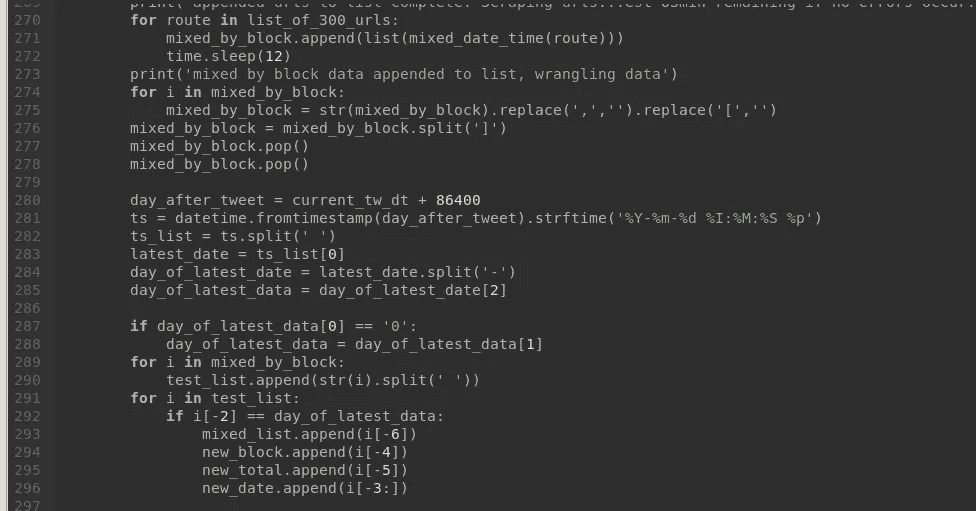 270 for route in list_of_300_urls:
271 mixed_by_block.append(list(mixed_date_time(route)))
272 time.sleep(12)
273 print('mixed by block data appended to list, wrangling data')
274 for i in mixed_by_block:
275 mixed_by_block = str(mixed_by_block).replace(',','').replace('[','')
276 mixed_by_block = mixed_by_block.split(']')
277 mixed_by_block.pop()
278 mixed_by_block.pop()
279
280 day_after_tweet = current_tw_dt + 86400
281 ts = datetime.fromtimestamp(day_after_tweet).strftime('%Y-%m-%d %I:%M:%S %p')
282 ts_list = ts.split(' ')
283 latest_date = ts_list[0]
284 day_of_latest_date = latest_date.split('-')
285 day_of_latest_data = day_of_latest_date[2]
286
287 if day_of_latest_data[0] == '0':
288 day_of_latest_data = day_of_latest_data[1]
289 for i in mixed_by_block:
290 test_list.append(str(i).split(' '))
291 for i in test_list:
292 if i[-2] == day_of_latest_data:
293 mixed_list.append(i[-6])
294 new_block.append(i[-4])
295 new_total.append(i[-5])
296 new_date.append(i[-3:])
297